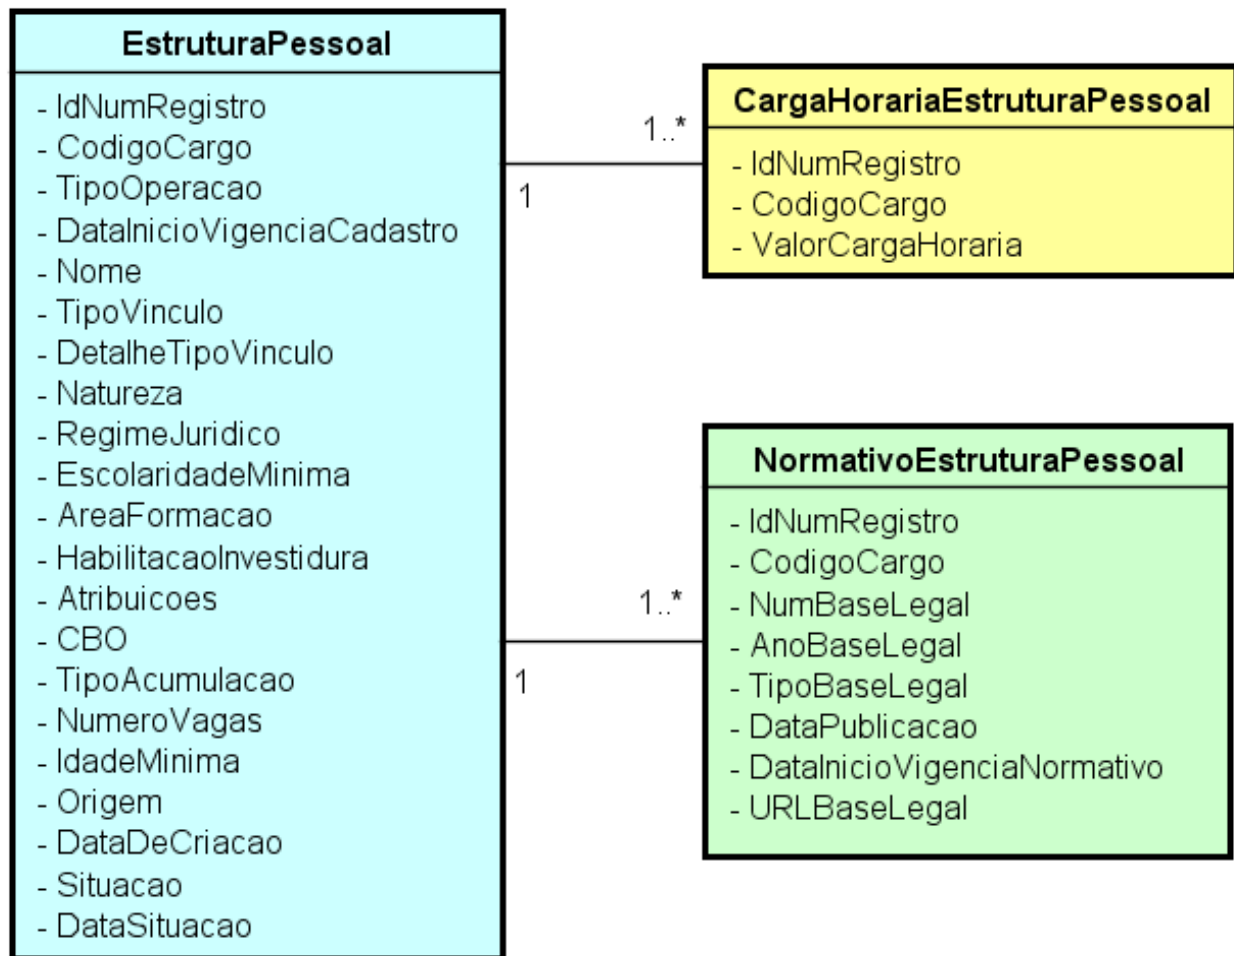 EstruturaPessoal
- IdNumRegistro
- CodigoCargo
- TipoOperacao
- DataInicioVigenciaCadastro
- Nome
- TipoVinculo
- DetalheTipoVinculo
- Natureza
- RegimeJuridico
- EscolaridadeMinima
- AreaFormacao
- HabilitacaoInvestidura
- Atribuicoes
- CBO
- TipoAcumulacao
- NumeroVagas
- IdadeMinima
- Origem
- DataDeCriacao
- Situacao
- DataSituacao
1..*
1
CargaHorariaEstruturaPessoal
- IdNumRegistro
- CodigoCargo
- ValorCargaHoraria
1..*
1
NormativoEstruturaPessoal
- IdNumRegistro
- CodigoCargo
- NumBaseLegal
- AnoBaseLegal
- TipoBaseLegal
- DataPublicacao
- DataInicioVigenciaNormativo
- URLBaseLegal